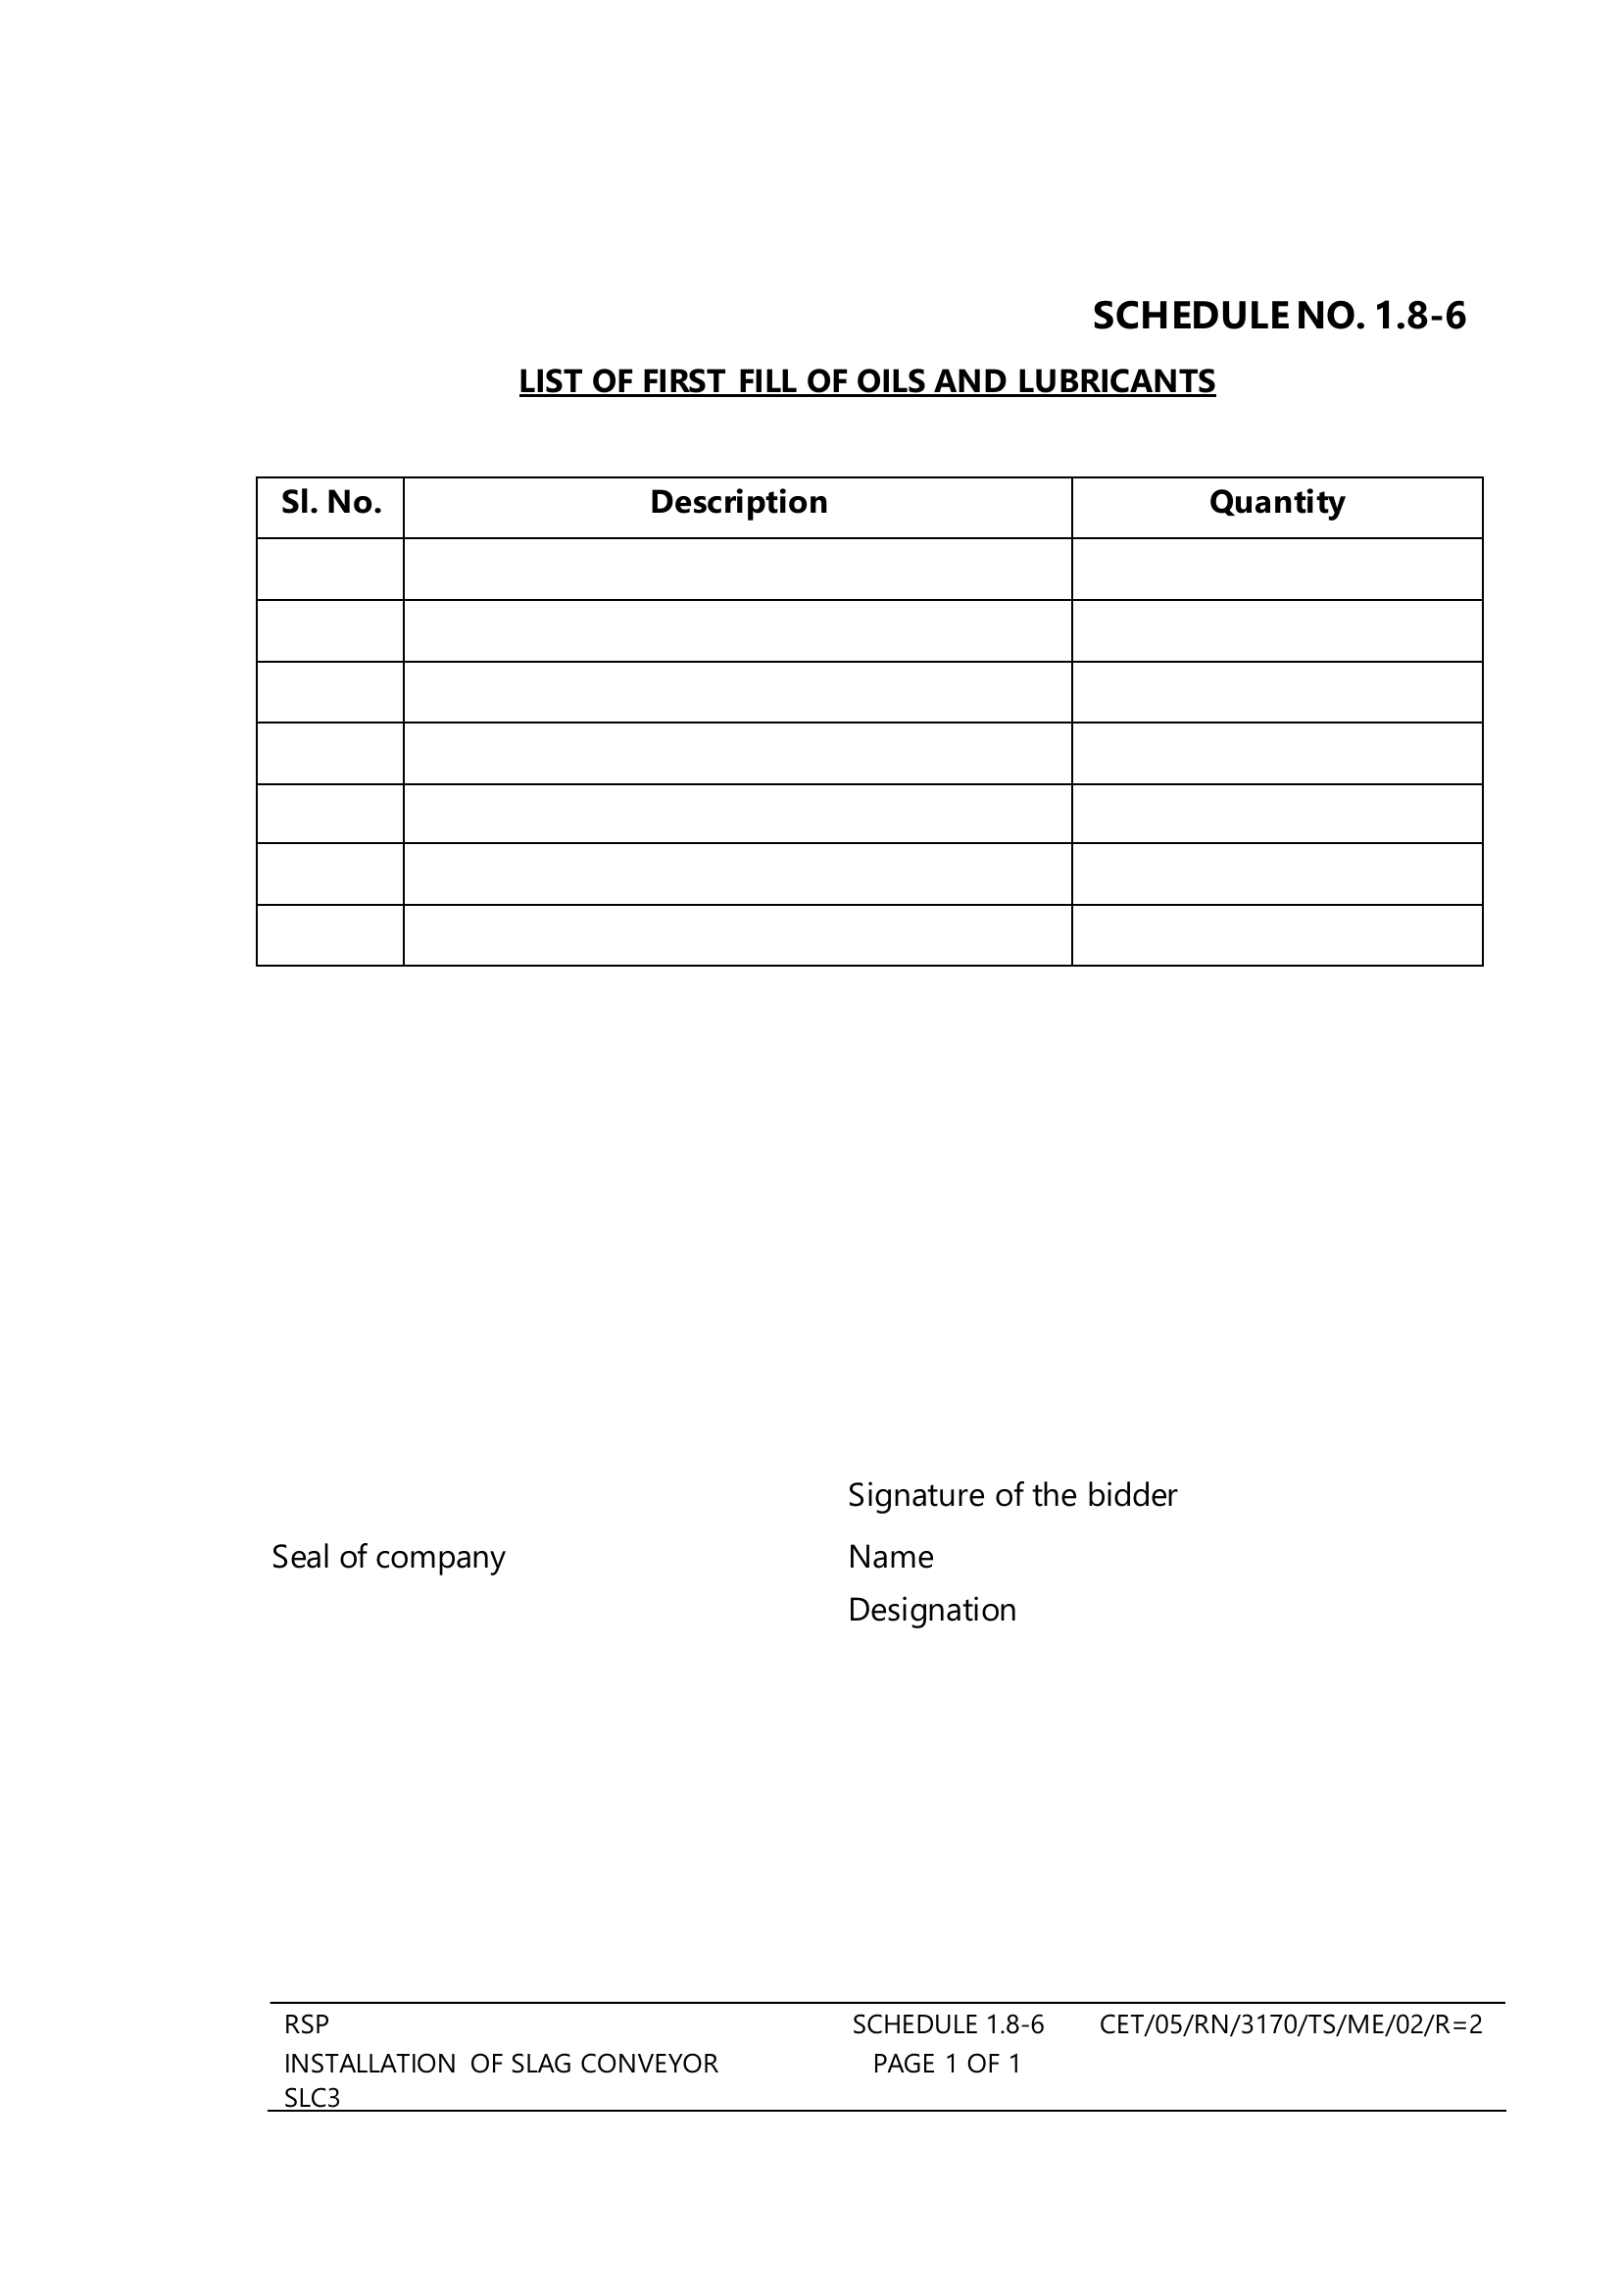 SCHEDULE NO. 1.8-6
LIST OF FIRST FILL OF OILS AND LUBRICANTS
Sl. No. Description Quantity
Signature of the bidder
Seal of company Name
Designation
RSP SCHEDULE 1.8-6 CET/05/RN/3170/TS/ME/02/R=2
INSTALLATION OF SLAG CONVEYOR PAGE 1 OF 1
SLC3